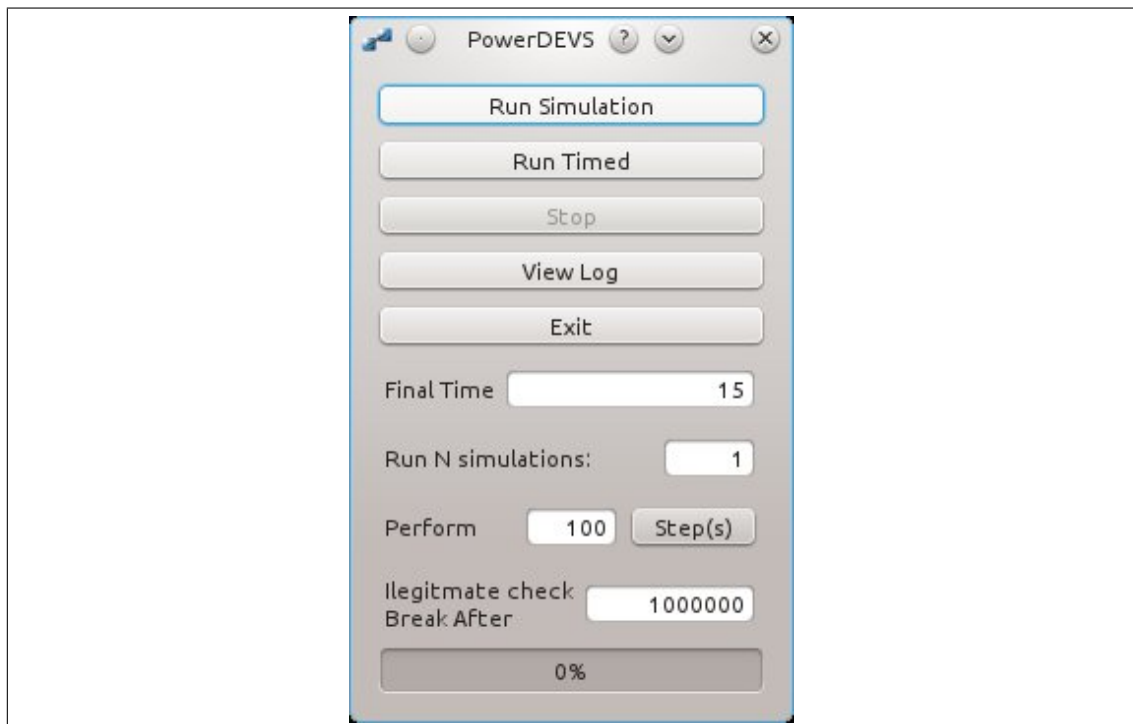 PowerDEVS ?
Run Simulation
Run Timed
Stop
View Log
Exit
Final Time 15
Run N simulations: 1
Perform 100 Step(s)
Ilegitmate check
Break After 1000000
0%